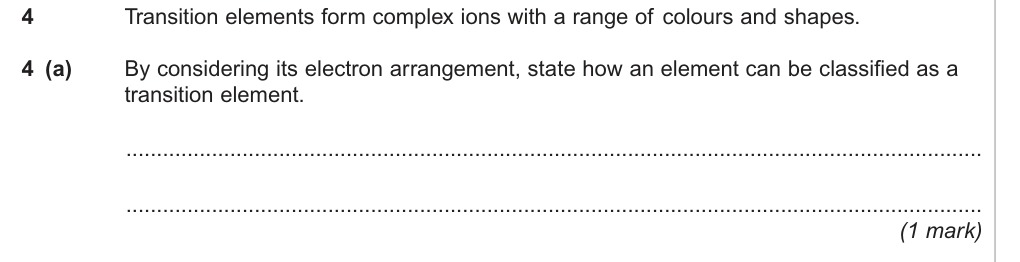 4 Transition elements form complex ions with a range of colours and shapes.
4 (a) By considering its electron arrangement, state how an element can be classified as a
transition element.
(1 mark)